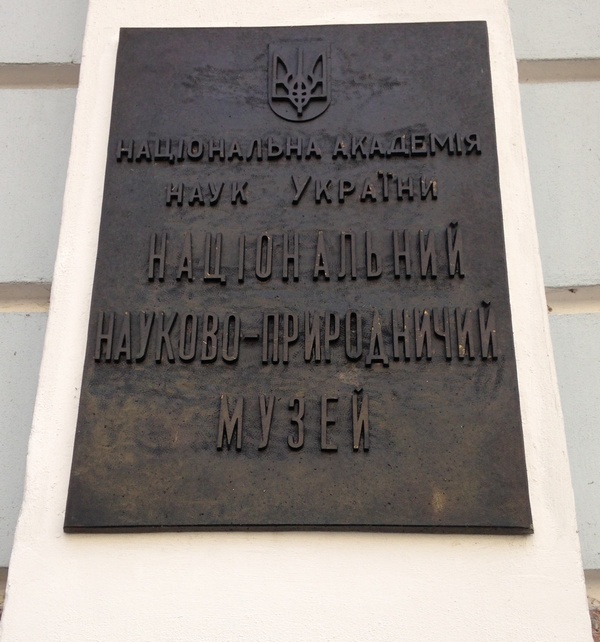 НАЦІОНАЛЬНА АКАДЕМІЯ
НАУК УКРАЇНИ
НАЦІОНАЛЬНИЙ
НАУКОВО-ПРИРОДНИЧИЙ
МУЗЕЙ